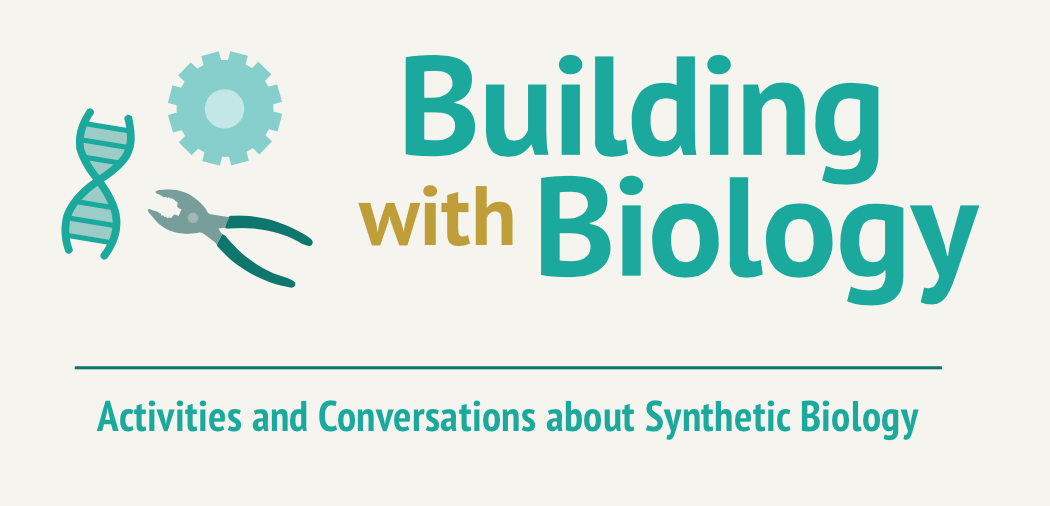 Building
with Biology
Activities and Conversations about Synthetic Biology